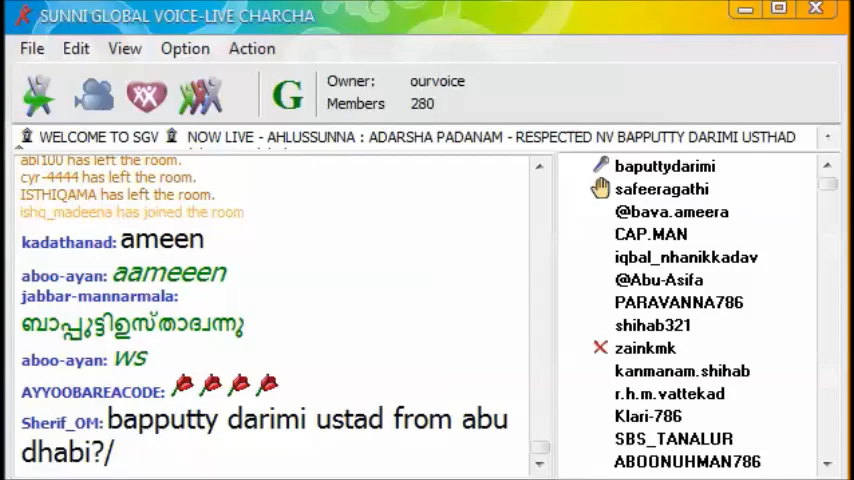 SUNNI GLOBAL VOICE-LIVE CHARCHA
File Edit View Option Action
G
Owner: ourvoice
Members 280
WELCOME TO SGV NOW LIVE - AHLUSSUNNA : ADARSHA PADANAM - RESPECTED NV BAPPUTTY DARIMI USTHAD
abl100 has left the room.
cyr-4444 has left the room.
ISTHIQAMA has left the room.
ishq_madeena has joined the room
kadathanad: ameen
aboo-ayan: aameeen
jabbar-mannarmala:
ബാപ്പുട്ടിഉസ്താദ്വന്നു
aboo-ayan: ws
AYYOOBAREACODE:
Sherif_OM: bapputty darimi ustad from abu
dhabi?/
baputtydarimi
safeeragathi
@bava.ameera
CAP.MAN
iqbal_nhanikkadav
@Abu-Asifa
PARAVANNA786
shihab321
zainkmk
kanmanam.shihab
r.h.m.vattekad
Klari-786
SBS_TANALUR
ABOONUHMAN786